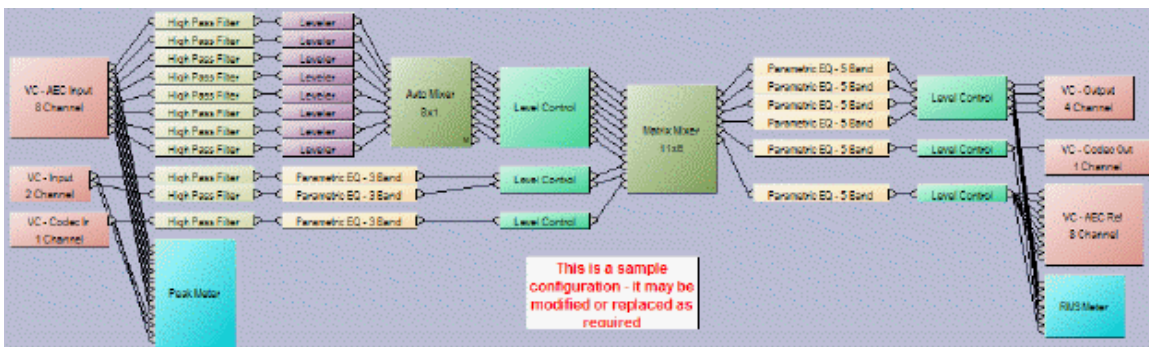 High Pass Filter
Leveler
High Pass Filter
Leveler
High Pass Filter
Leveler
High Pass Filter
Leveler
High Pass Filter
Leveler
High Pass Filter
Leveler
High Pass Filter
Leveler
High Pass Filter
Leveler
VC - AEC Input
8 Channel
Auto Mixer
8x1
Level Control
Matrix Mixer
11x6
Parametric EQ - 5 Band
Parametric EQ - 5 Band
Parametric EQ - 5 Band
Parametric EQ - 5 Band
Level Control
VC - Output
4 Channel
Parametric EQ - 5 Band
Level Control
VC - Codec Out
1 Channel
VC - Input
2 Channel
High Pass Filter
Parametric EQ - 3 Band
High Pass Filter
Parametric EQ - 3 Band
Level Control
Parametric EQ - 5 Band
Level Control
VC - AEC Ref
8 Channel
VC - Codec In
1 Channel
High Pass Filter
Parametric EQ - 3 Band
Level Control
Peak Meter
This is a sample
configuration - it may be
modified or replaced as
required
RMS Meter